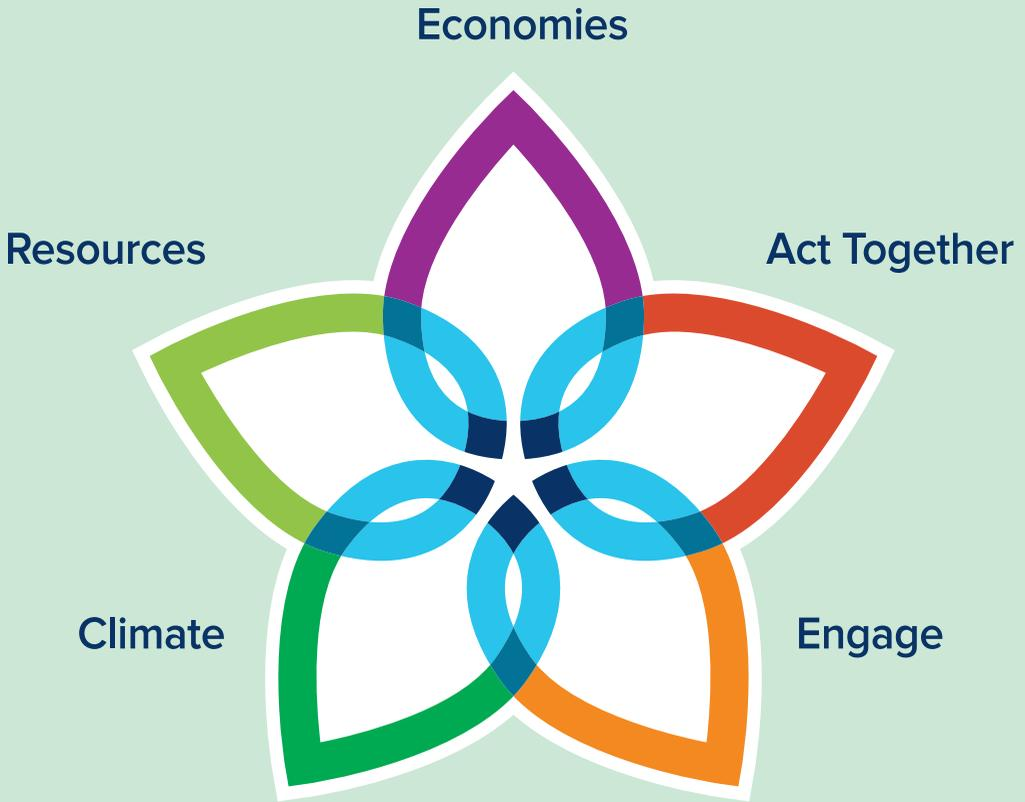 Economies
Resources
Act Together
Climate
Engage